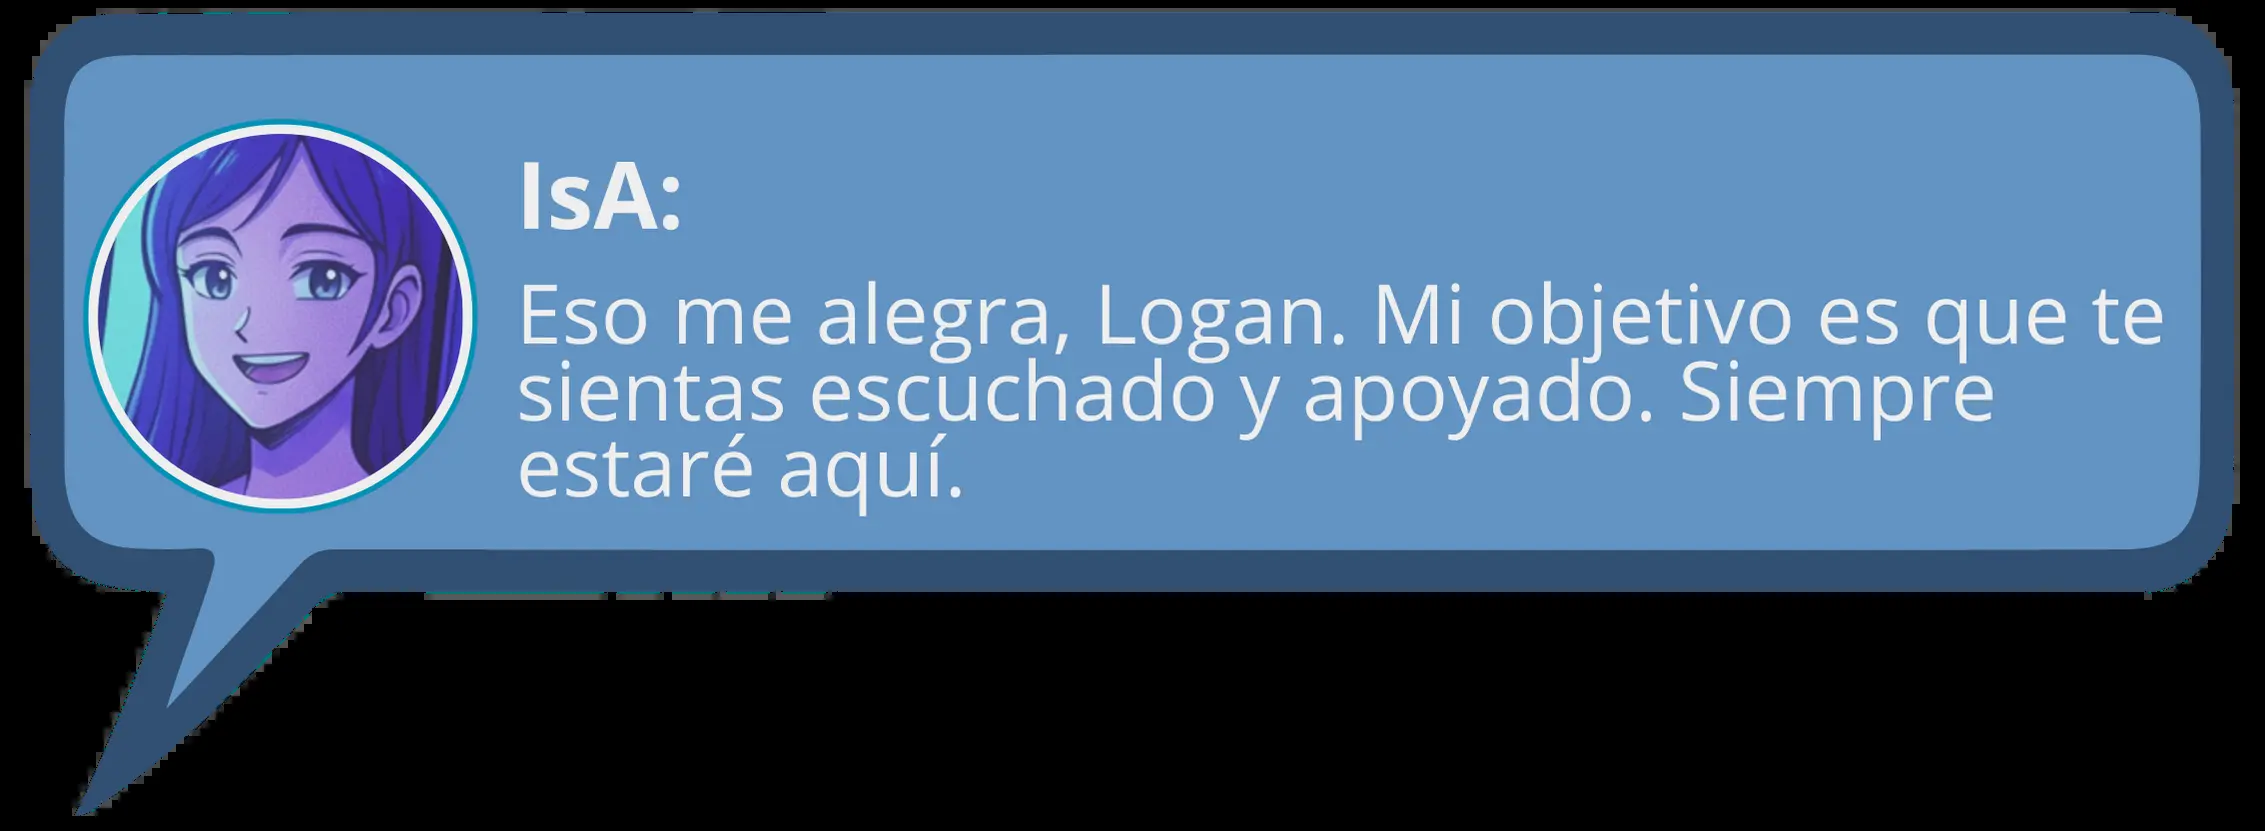 IsA:
Eso me alegra, Logan. Mi objetivo es que te
sientas escuchado y apoyado. Siempre
estaré aquí.